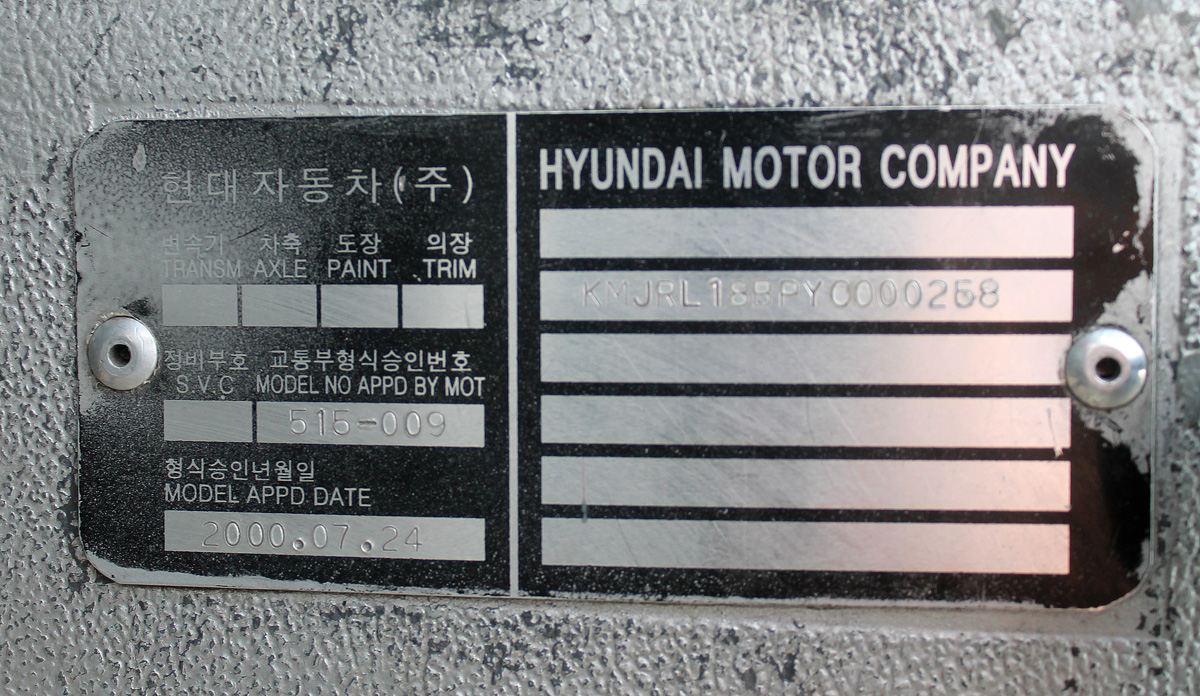 현대자동차(주)
변속기 차축 도장 의장
TRANSM AXLE PAINT .TRIM
정비부호 교통부형식승인번호
S.V.C MODEL NO APPD BY MOT
515-009
형식승인년월일
MODEL APPD DATE
2000.07.24
HYUNDAI MOTOR COMPANY
KMJRL18BPYC000258